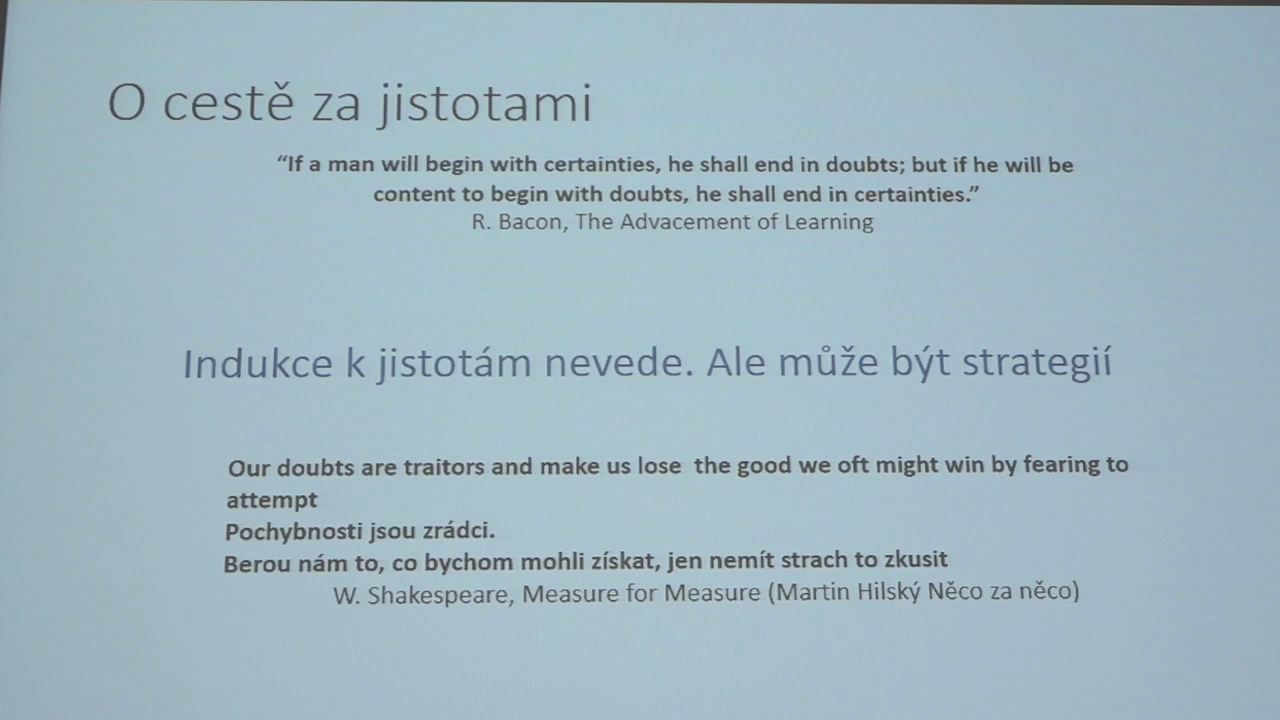 O cestě za jistotami
“If a man will begin with certainties, he shall end in doubts; but if he will be
content to begin with doubts, he shall end in certainties.”
R. Bacon, The Advacement of Learning
Indukce k jistotám nevede. Ale může být strategií
Our doubts are traitors and make us lose  the good we oft might win by fearing to
attempt
Pochybnosti jsou zrádci.
Berou nám to, co bychom mohli získat, jen nemít strach to zkusit
W. Shakespeare, Measure for Measure (Martin Hilský Něco za něco)